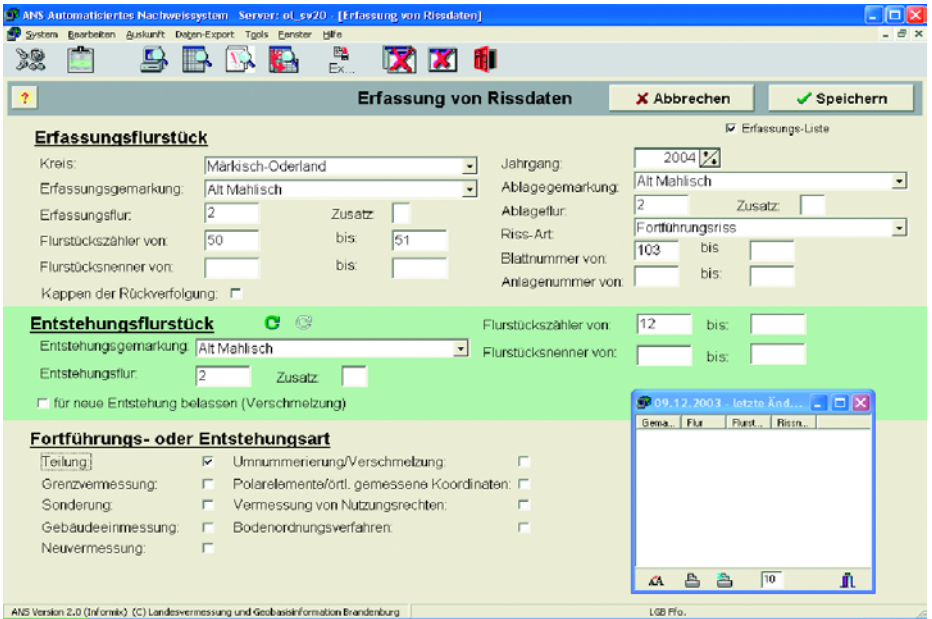 ANS Automatisiertes Nachweissystem Server: ol_sv20 - [Erfassung von Rissdaten]
System Bearbeiten Auskunft Daten-Export Tools Fenster Hilfe
Ex...
? Erfassung von Rissdaten Abbrechen Speichern
Erfassungs-Liste
Erfassungsflurstück
Kreis: Märkisch-Oderland
Erfassungsgemarkung: Alt Mahlisch
Erfassungsflur: 2 Zusatz:
Flurstückszähler von: 50 bis: 51
Flurstücksnenner von: bis:
Kappen der Rückverfolgung:
Jahrgang: 2004
Ablagegemarkung: Alt Mahlisch
Ablageflur: 2 Zusatz:
Riss-Art: Fortführungsriss
Blattnummer von: 103 bis
Anlagenummer von: bis:
Entstehungsflurstück
Entstehungsgemarkung: Alt Mahlisch
Entstehungsflur: 2 Zusatz
für neue Entstehung belassen (Verschmelzung)
Flurstückszähler von: 12 bis:
Flurstücksnenner von: bis:
Fortführungs- oder Entstehungsart
Teilung: Umnummerierung/Verschmelzung:
Grenzvermessung: Polarelemente/örtl. gemessene Koordinaten:
Sonderung: Vermessung von Nutzungsrechten:
Gebäudeeinmessung: Bodenordnungsverfahren:
Neuvermessung:
09.12.2003 - letzte Änd...
Gema... Flur Flurst... Rissn...
10
ANS Version 2.0 (Informix) (C) Landesvermessung und Geobasisinformation Brandenburg LGB Ffo.